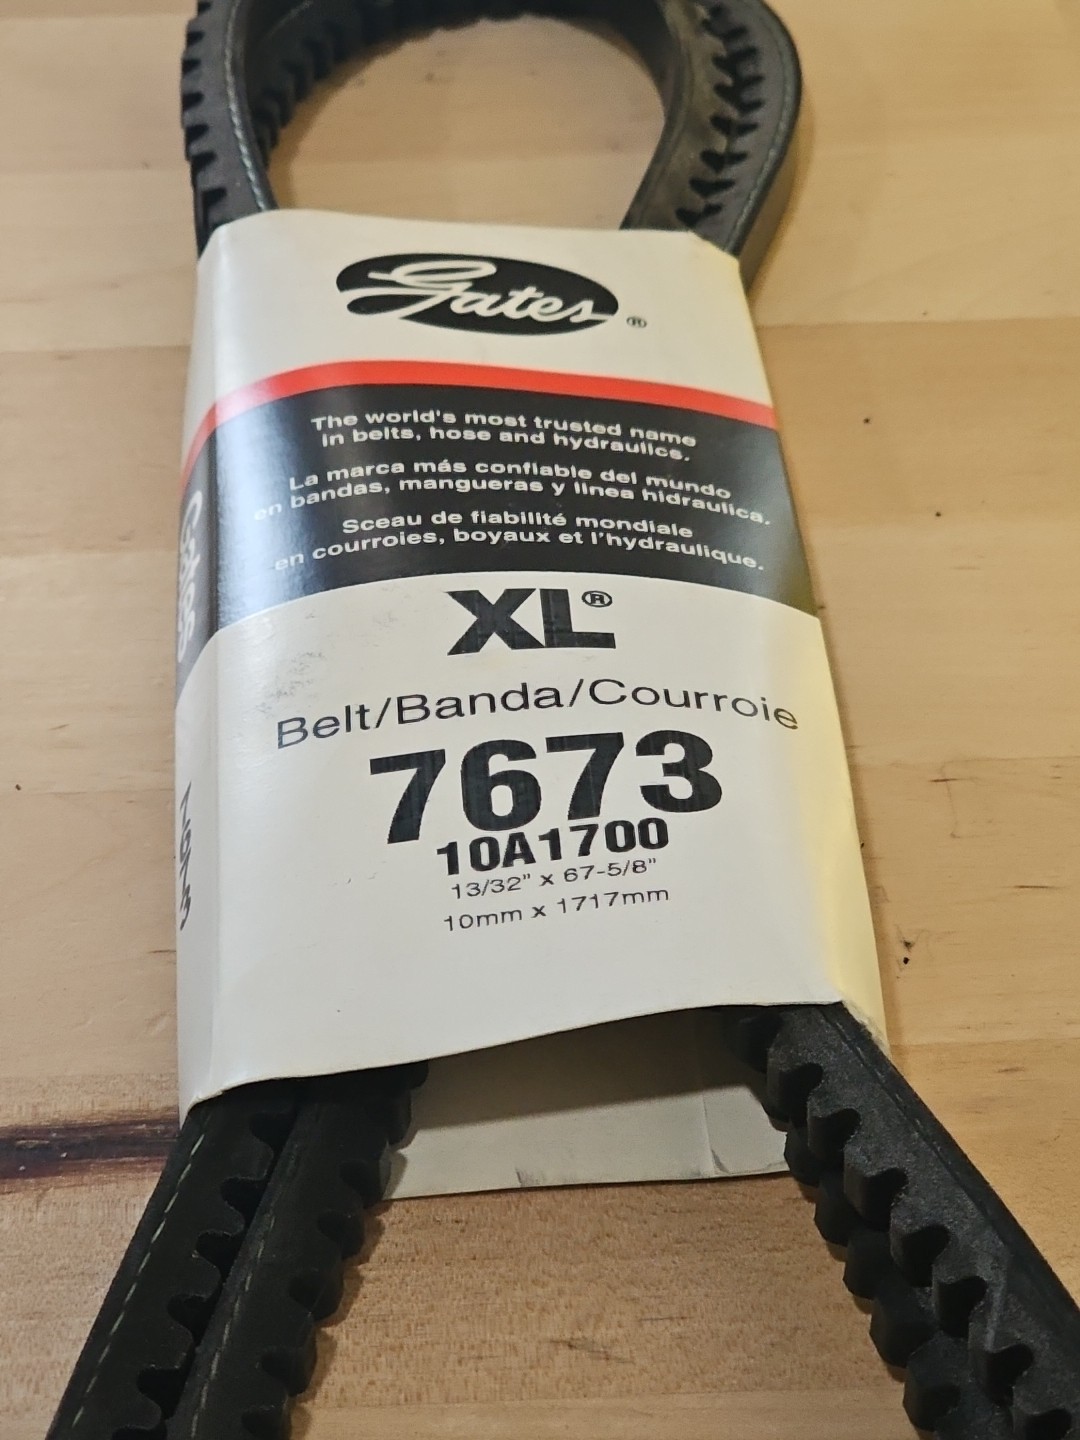 Gates®
The world's most trusted name
in belts, hose and hydraulics.
La marca más confiable del mundo
en bandas, mangueras y línea hidráulica.
Sceau de fiabilité mondiale
en courroies, boyaux et l'hydraulique.
XL®
Belt/Banda/Courroie
7673
10A1700
13/32" x 67-5/8"
10mm x 1717mm
Gates
7673